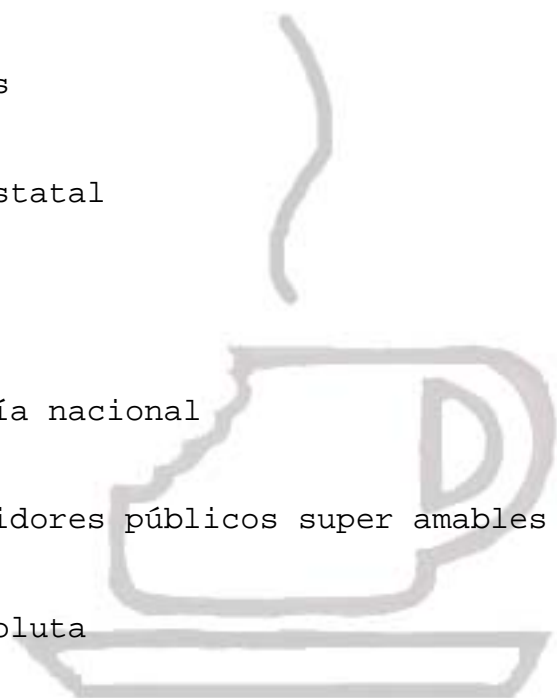 s
statal
ía nacional
idores públicos super amables
oluta